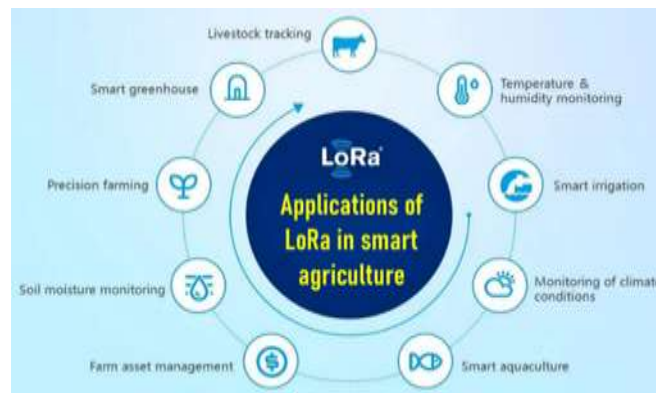 Livestock tracking
Smart greenhouse
Temperature &
humidity monitoring
LoRa
Precision farming
Applications of
LoRa in smart
agriculture
Smart irrigation
Soil moisture monitoring
Monitoring of climate
conditions
Farm asset management
Smart aquaculture